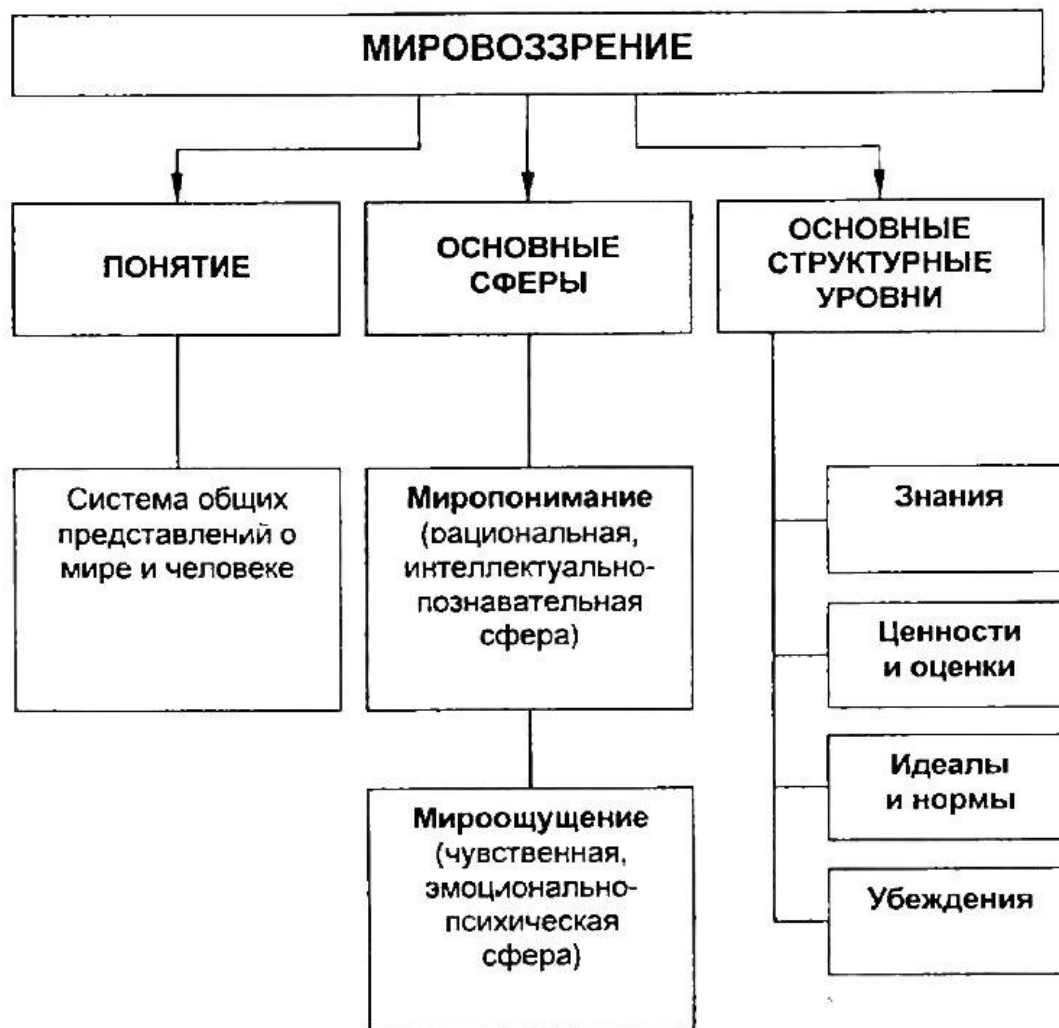 МИРОВОЗЗРЕНИЕ
ПОНЯТИЕ
ОСНОВНЫЕ
СФЕРЫ
ОСНОВНЫЕ
СТРУКТУРНЫЕ
УРОВНИ
Система общих
представлений о
мире и человеке
Миропонимание
(рациональная,
интеллектуально-
познавательная
сфера)
Мироощущение
(чувственная,
эмоционально-
психическая
сфера)
Знания
Ценности
и оценки
Идеалы
и нормы
Убеждения